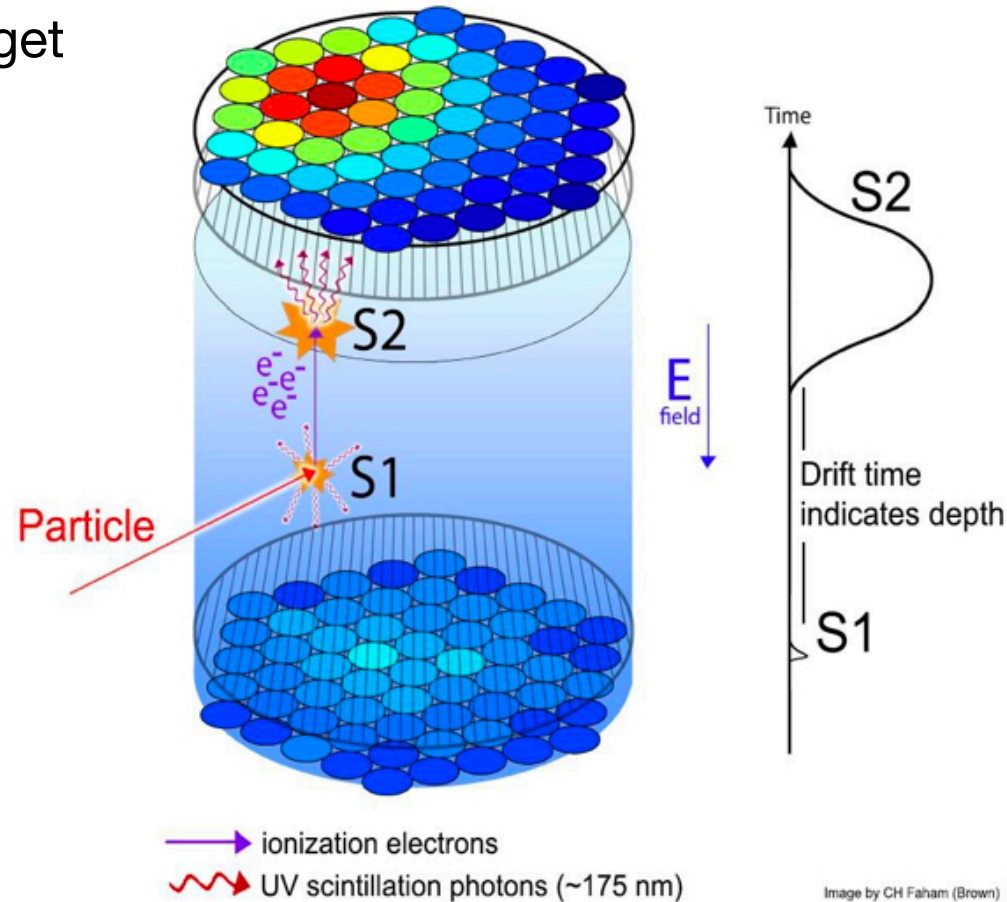 get
Time
S2
S2
e-
e-
e-
e-
E
field
S1
Drift time
indicates depth
Particle
S1
ionization electrons
UV scintillation photons (~175 nm)
Image by CH Faham (Brown)